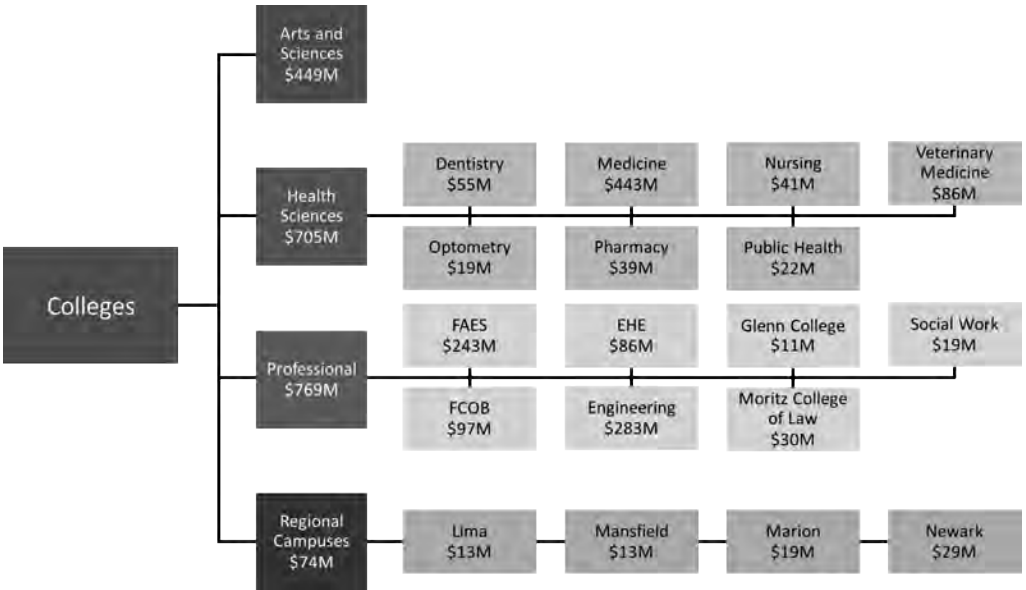 Arts and
Sciences
$449M
Dentistry
$55M
Medicine
$443M
Nursing
$41M
Veterinary
Medicine
$86M
Health
Sciences
$705M
Optometry
$19M
Pharmacy
$39M
Public Health
$22M
Colleges
FAES
$243M
EHE
$86M
Glenn College
$11M
Social Work
$19M
Professional
$769M
FCOB
$97M
Engineering
$283M
Moritz College
of Law
$30M
Regional
Campuses
$74M
Lima
$13M
Mansfield
$13M
Marion
$19M
Newark
$29M